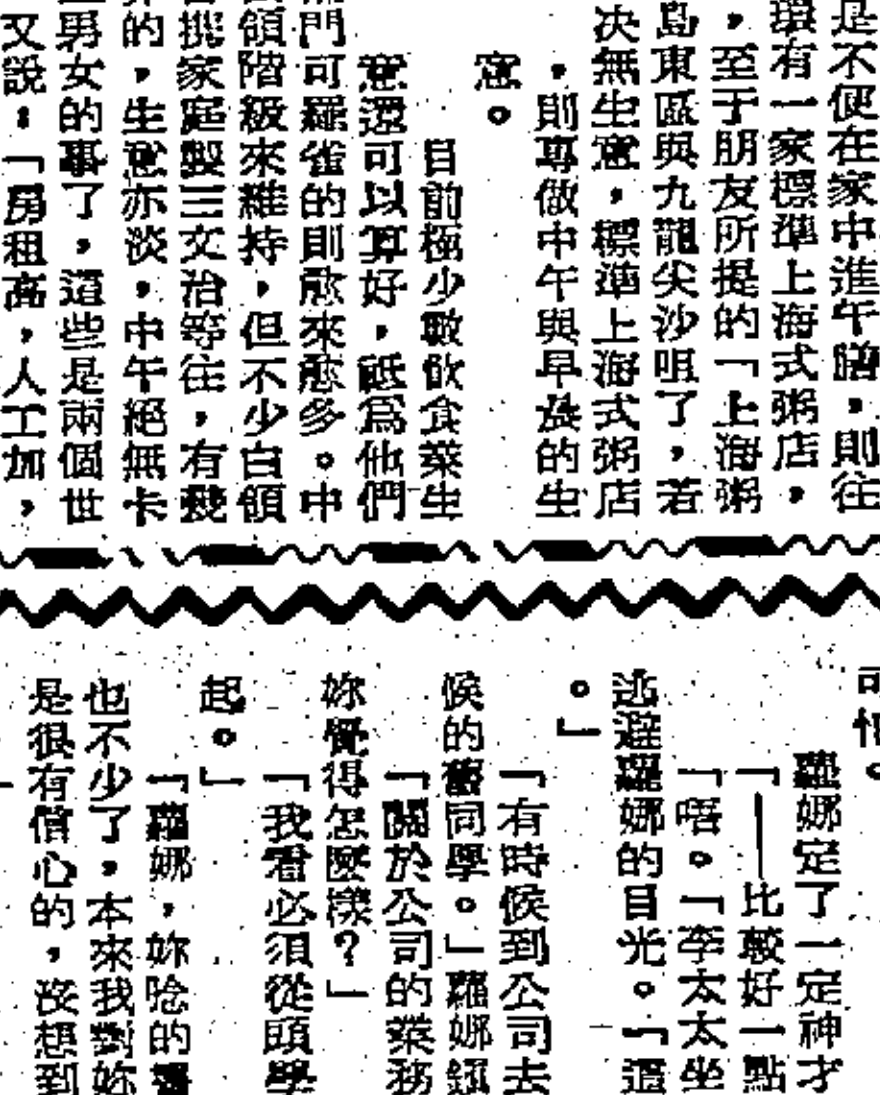 是不便在家中進午膳，則往
環有一家標準上海式粥店，
，至于朋友所提的「上海粥
島東區與九龍尖沙咀了，若
决無生意，標準上海式粥店
，則專做中午與早晨的生
意。
目前極少數飲食業生
意還可以算好，祗爲他們
門可羅雀的則愈來愈多。中
領階級來維持，但不少白領
家庭製三文治等往，有
的，生意亦淡，中午絕無卡
男女的事了，這些是兩個世
又說：「房租高，人工加，
可怕。
蘿娜定了一定神才
「——比較好一點
「唔。「李太太坐
逃避蘿娜的目光。「這
。」
「有時候到公司去
候的舊同學。」蘿娜
「關於公司的業務
妳覺得怎麼樣？」
「我看必須從頭學
起。」
「蘿娜，妳唸的書
也不少了，本來我對妳
是很有信心的，沒想到